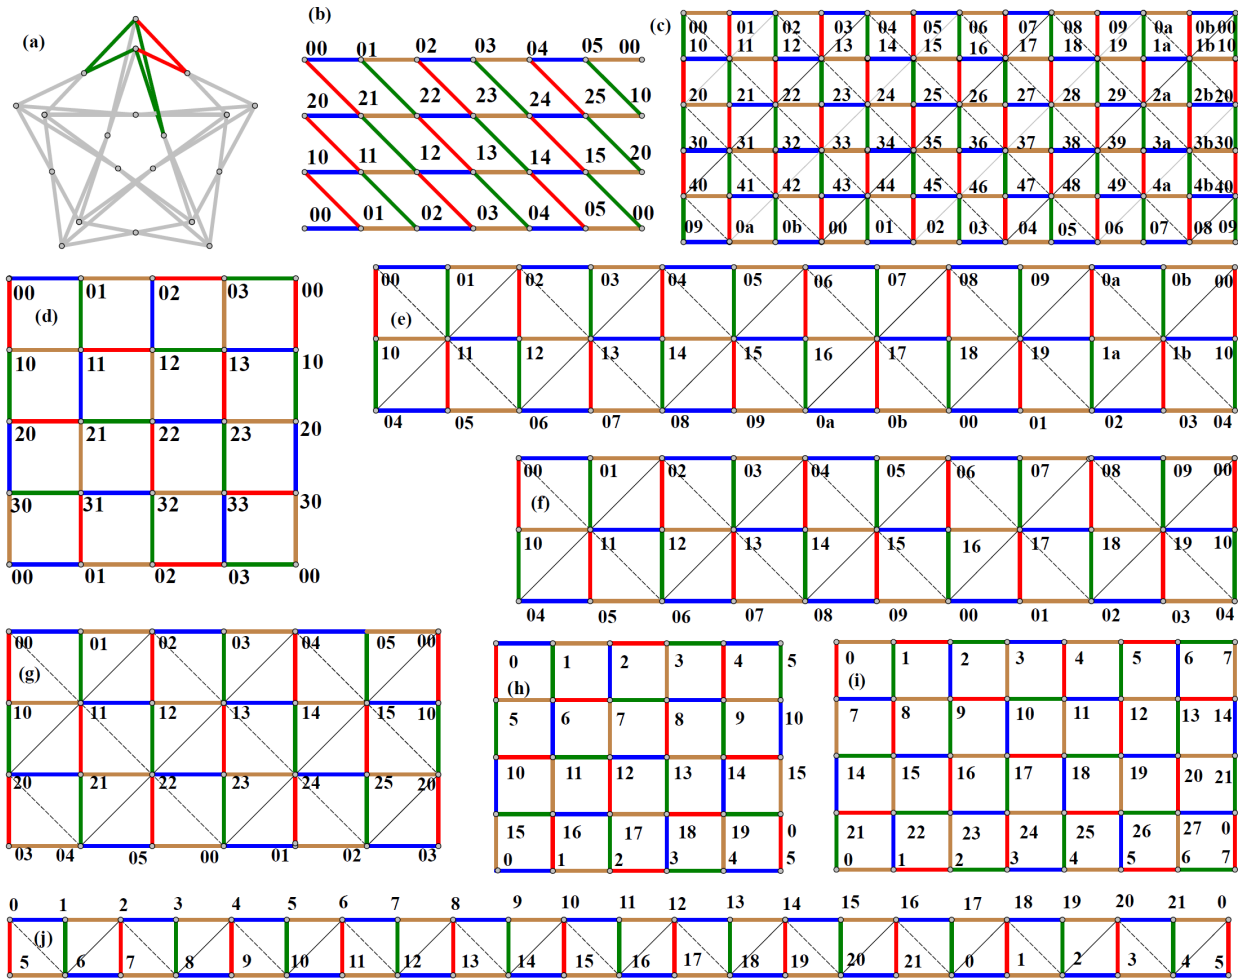 (a)
(b)
00 01 02 03 04 05 00
20 21 22 23 24 25 10
10 11 12 13 14 15 20
00 01 02 03 04 05 00
(c)
00 01 02 03 04 05 06 07 08 09 0a 0b 00
10 11 12 13 14 15 16 17 18 19 1a 1b 10
20 21 22 23 24 25 26 27 28 29 2a 2b 20
30 31 32 33 34 35 36 37 38 39 3a 3b 30
40 41 42 43 44 45 46 47 48 49 4a 4b 40
09 0a 0b 00 01 02 03 04 05 06 07 08 09
(d)
00 01 02 03 00
10 11 12 13 10
20 21 22 23 20
30 31 32 33 30
00 01 02 03 00
(e)
00 01 02 03 04 05 06 07 08 09 0a 0b 00
10 11 12 13 14 15 16 17 18 19 1a 1b 10
04 05 06 07 08 09 0a 0b 00 01 02 03 04
(f)
00 01 02 03 04 05 06 07 08 09 00
10 11 12 13 14 15 16 17 18 19 10
04 05 06 07 08 09 00 01 02 03 04
(g)
00 01 02 03 04 05 00
10 11 12 13 14 15 10
20 21 22 23 24 25 20
03 04 05 00 01 02 03
(h)
0 1 2 3 4 5
5 6 7 8 9 10
10 11 12 13 14 15
15 16 17 18 19 0
0 1 2 3 4 5
(i)
0 1 2 3 4 5 6 7
7 8 9 10 11 12 13 14
14 15 16 17 18 19 20 21
21 22 23 24 25 26 27 0
0 1 2 3 4 5 6 7
0 1 2 3 4 5 6 7 8 9 10 11 12 13 14 15 16 17 18 19 20 21 0
(j)
5 6 7 8 9 10 11 12 13 14 15 16 17 18 19 20 21 0 1 2 3 4 5